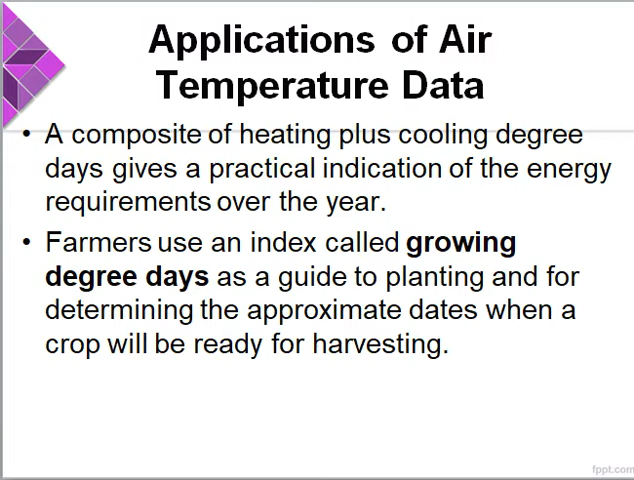 Applications of Air
Temperature Data
• A composite of heating plus cooling degree
days gives a practical indication of the energy
requirements over the year.
• Farmers use an index called growing
degree days as a guide to planting and for
determining the approximate dates when a
crop will be ready for harvesting.
fppt.com